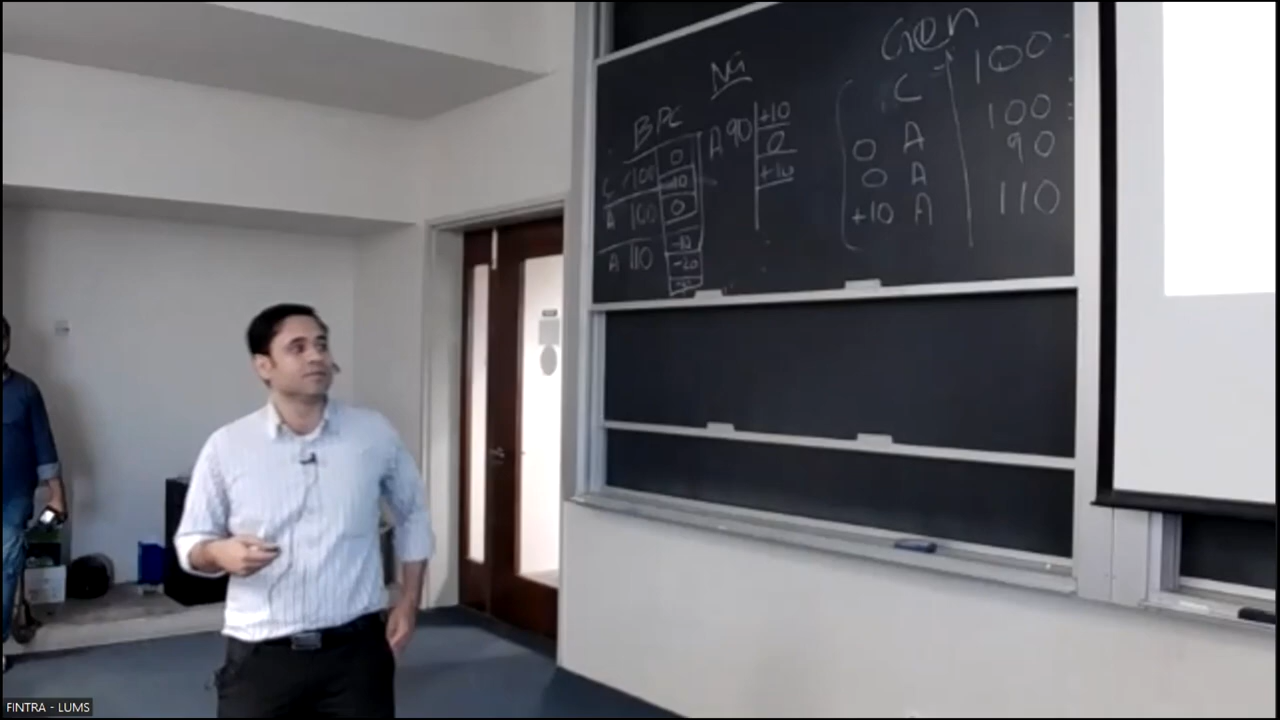 NG
BPC
C 100 0
-10
A 100 0
A 110 -10
-20
A 90 +10
0
+10
Gen
C 100
100
0 A 90
0 A
+10 A 110
FINTRA - LUMS